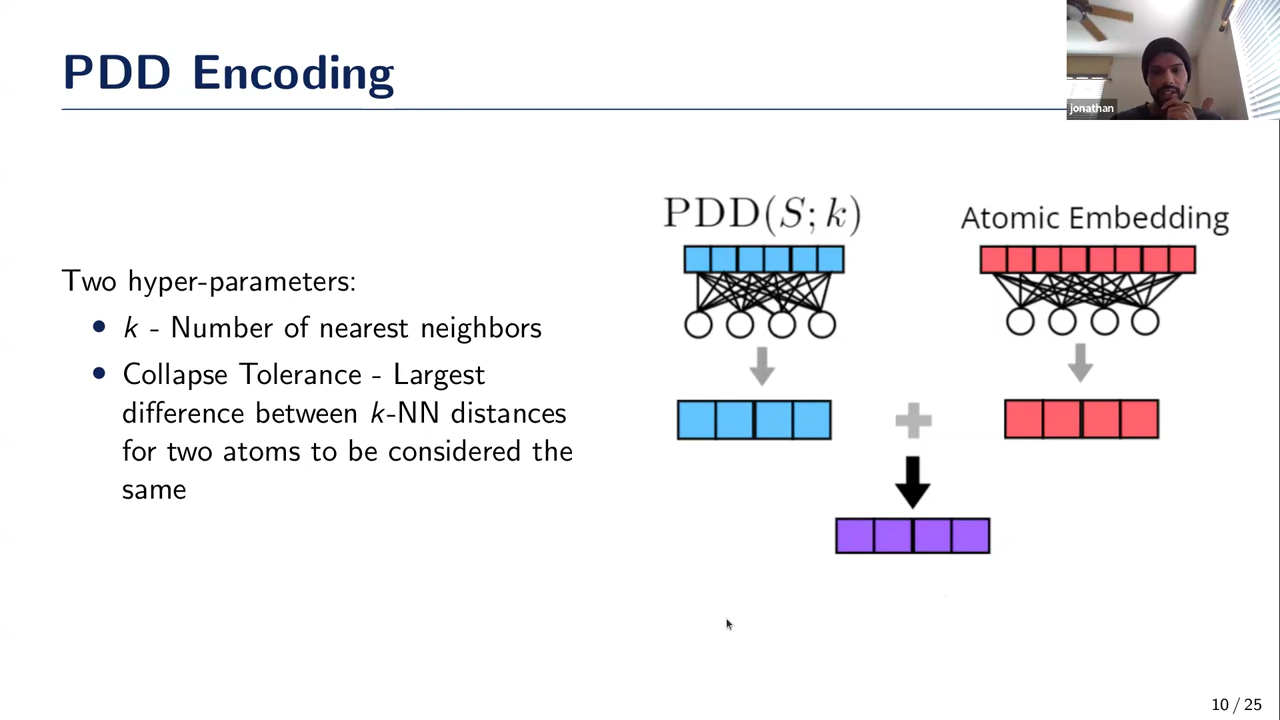 PDD Encoding
jonathan
Two hyper-parameters:
• k - Number of nearest neighbors
• Collapse Tolerance - Largest
difference between k-NN distances
for two atoms to be considered the
same
PDD(S; k)
Atomic Embedding
10 / 25